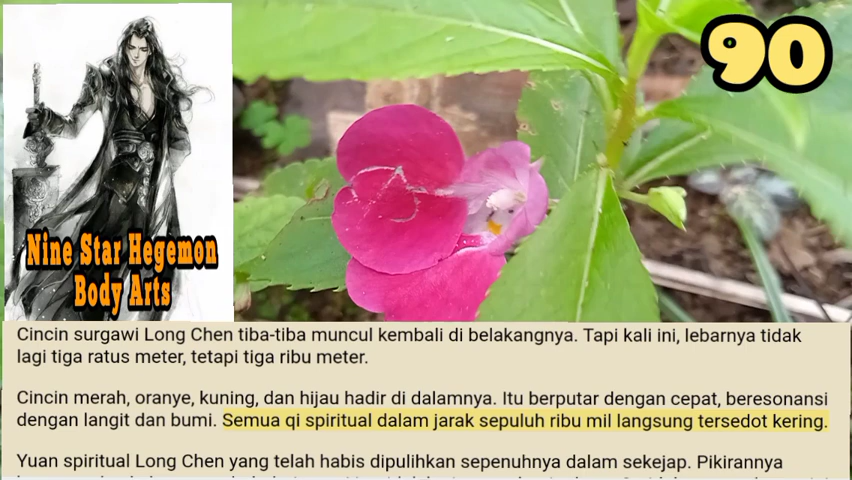 90
Nine Star Hegemon
Body Arts
Cincin surgawi Long Chen tiba-tiba muncul kembali di belakangnya. Tapi kali ini, lebarnya tidak
lagi tiga ratus meter, tetapi tiga ribu meter.
Cincin merah, oranye, kuning, dan hijau hadir di dalamnya. Itu berputar dengan cepat, beresonansi
dengan langit dan bumi. Semua qi spiritual dalam jarak sepuluh ribu mil langsung tersedot kering.
Yuan spiritual Long Chen yang telah habis dipulihkan sepenuhnya dalam sekejap. Pikirannya